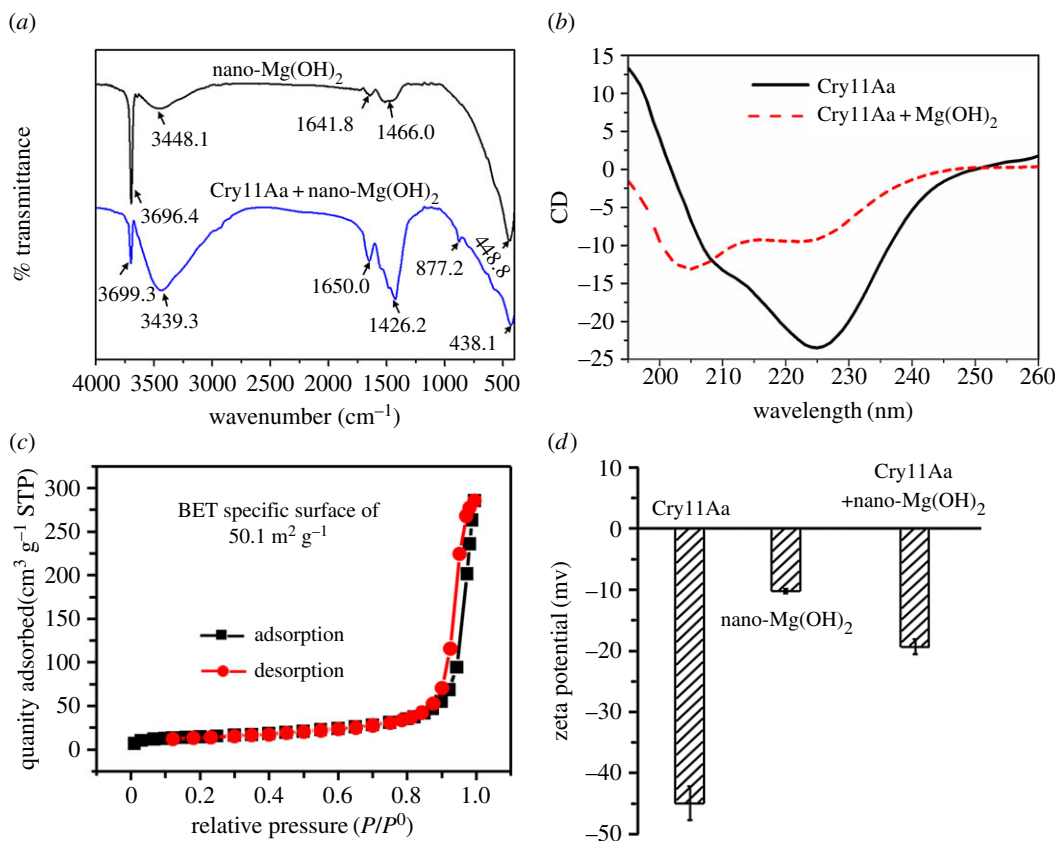 (a)
nano-Mg(OH)2
3448.1
1641.8
1466.0
3696.4
Cry11Aa + nano-Mg(OH)2
3699.3
3439.3
1650.0
1426.2
877.2
448.8
438.1
% transmittance
4000 3500 3000 2500 2000 1500 1000 500
wavenumber (cm–1)
(b)
15
10
5
0
–5
–10
–15
–20
–25
CD
Cry11Aa
Cry11Aa + Mg(OH)2
200 210 220 230 240 250 260
wavelength (nm)
(c)
300
250
200
150
100
50
0
quanity adsorbed(cm3 g–1 STP)
BET specific surface of
50.1 m2 g–1
adsorption
desorption
0 0.2 0.4 0.6 0.8 1.0
relative pressure (P/P0)
(d)
10
0
–10
–20
–30
–40
–50
zeta potential (mv)
Cry11Aa
nano-Mg(OH)2
Cry11Aa
+nano-Mg(OH)2